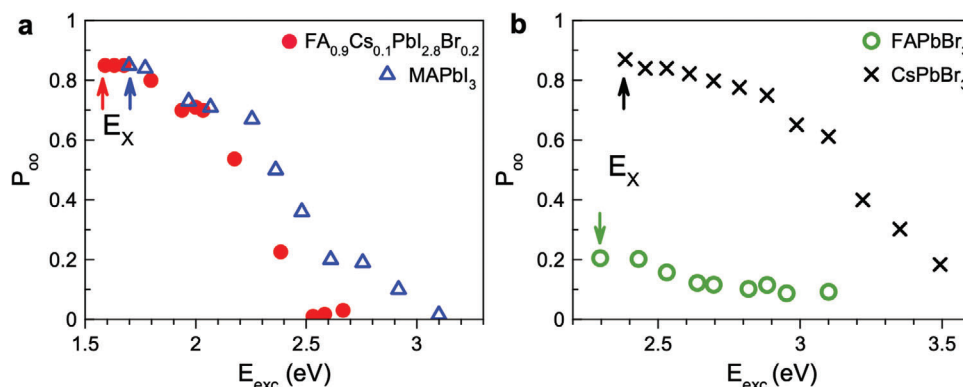 a
FA0.9Cs0.1PbI2.8Br0.2
MAPbI3
EX
P∞
1
0.8
0.6
0.4
0.2
0
1.5
2
2.5
3
Eexc (eV)
b
FAPbBr3
CsPbBr3
EX
P∞
1
0.8
0.6
0.4
0.2
0
2.5
3
3.5
Eexc (eV)